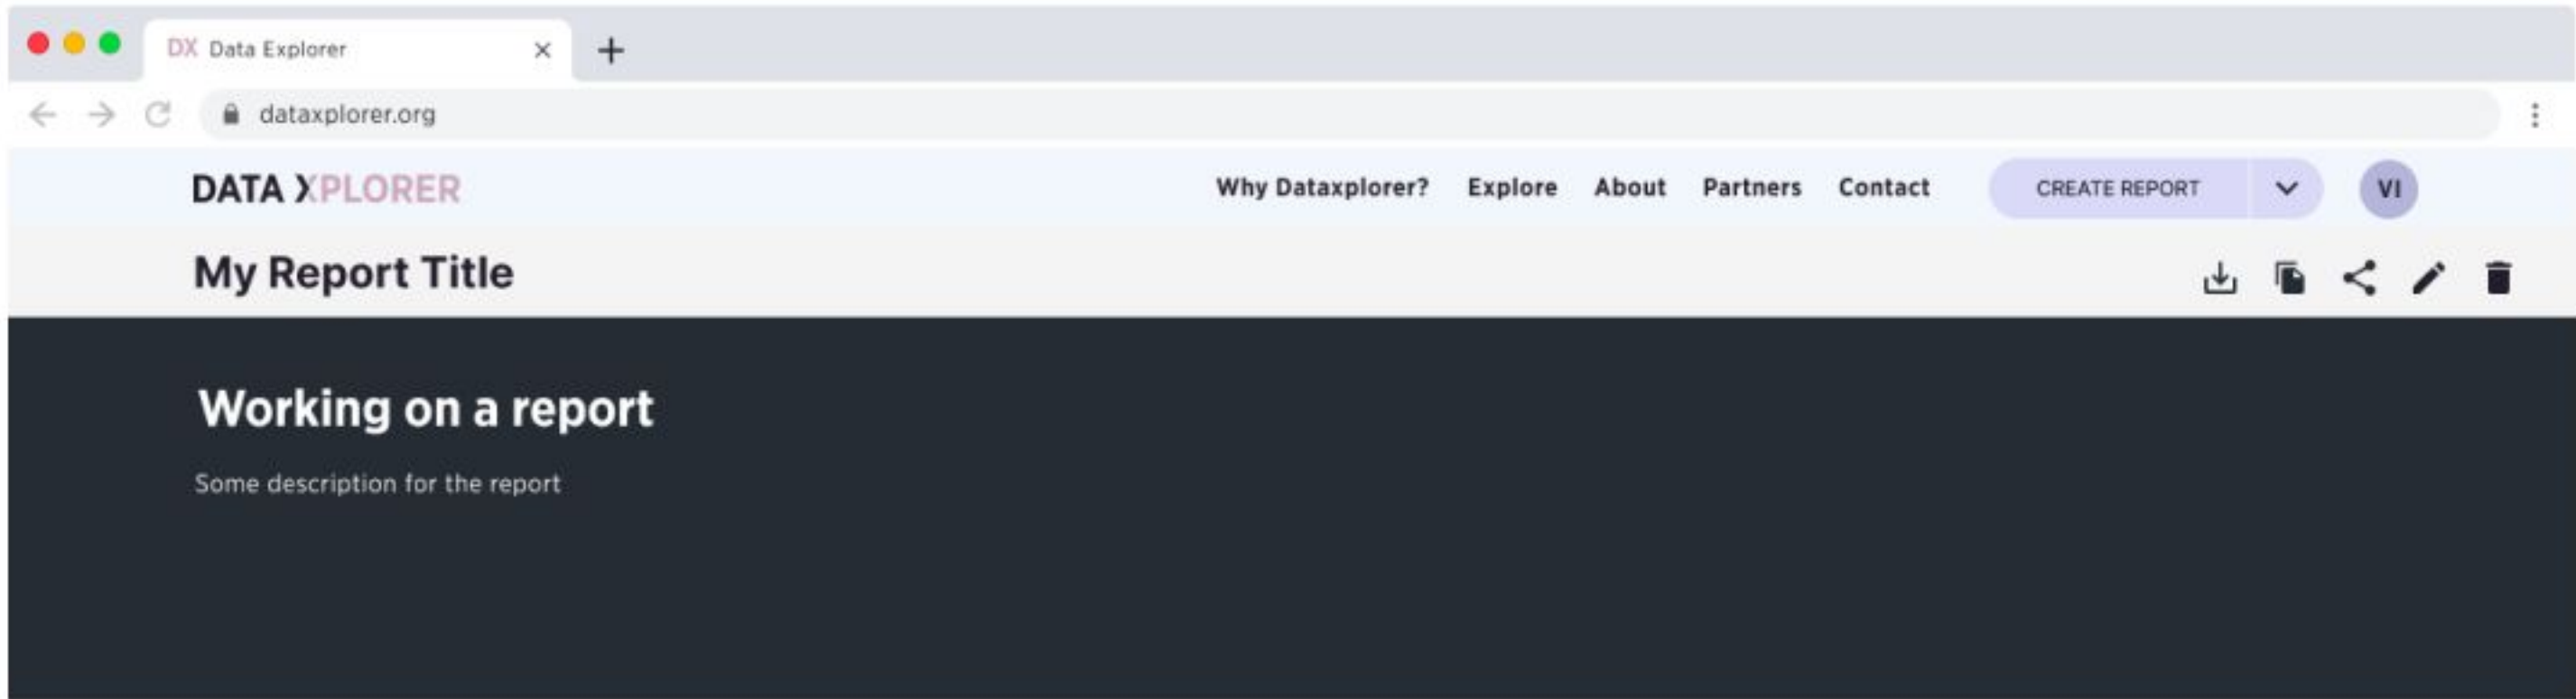 DX Data Explorer
dataxplorer.org
DATA XPLORER
Why Dataxplorer? Explore About Partners Contact CREATE REPORT VI
My Report Title
Working on a report
Some description for the report